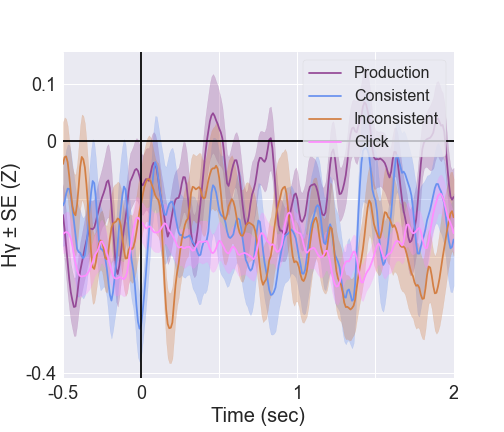 Production
Consistent
Inconsistent
Click
0.1
0
-0.4
Hγ ± SE (Z)
-0.5
0
1
2
Time (sec)